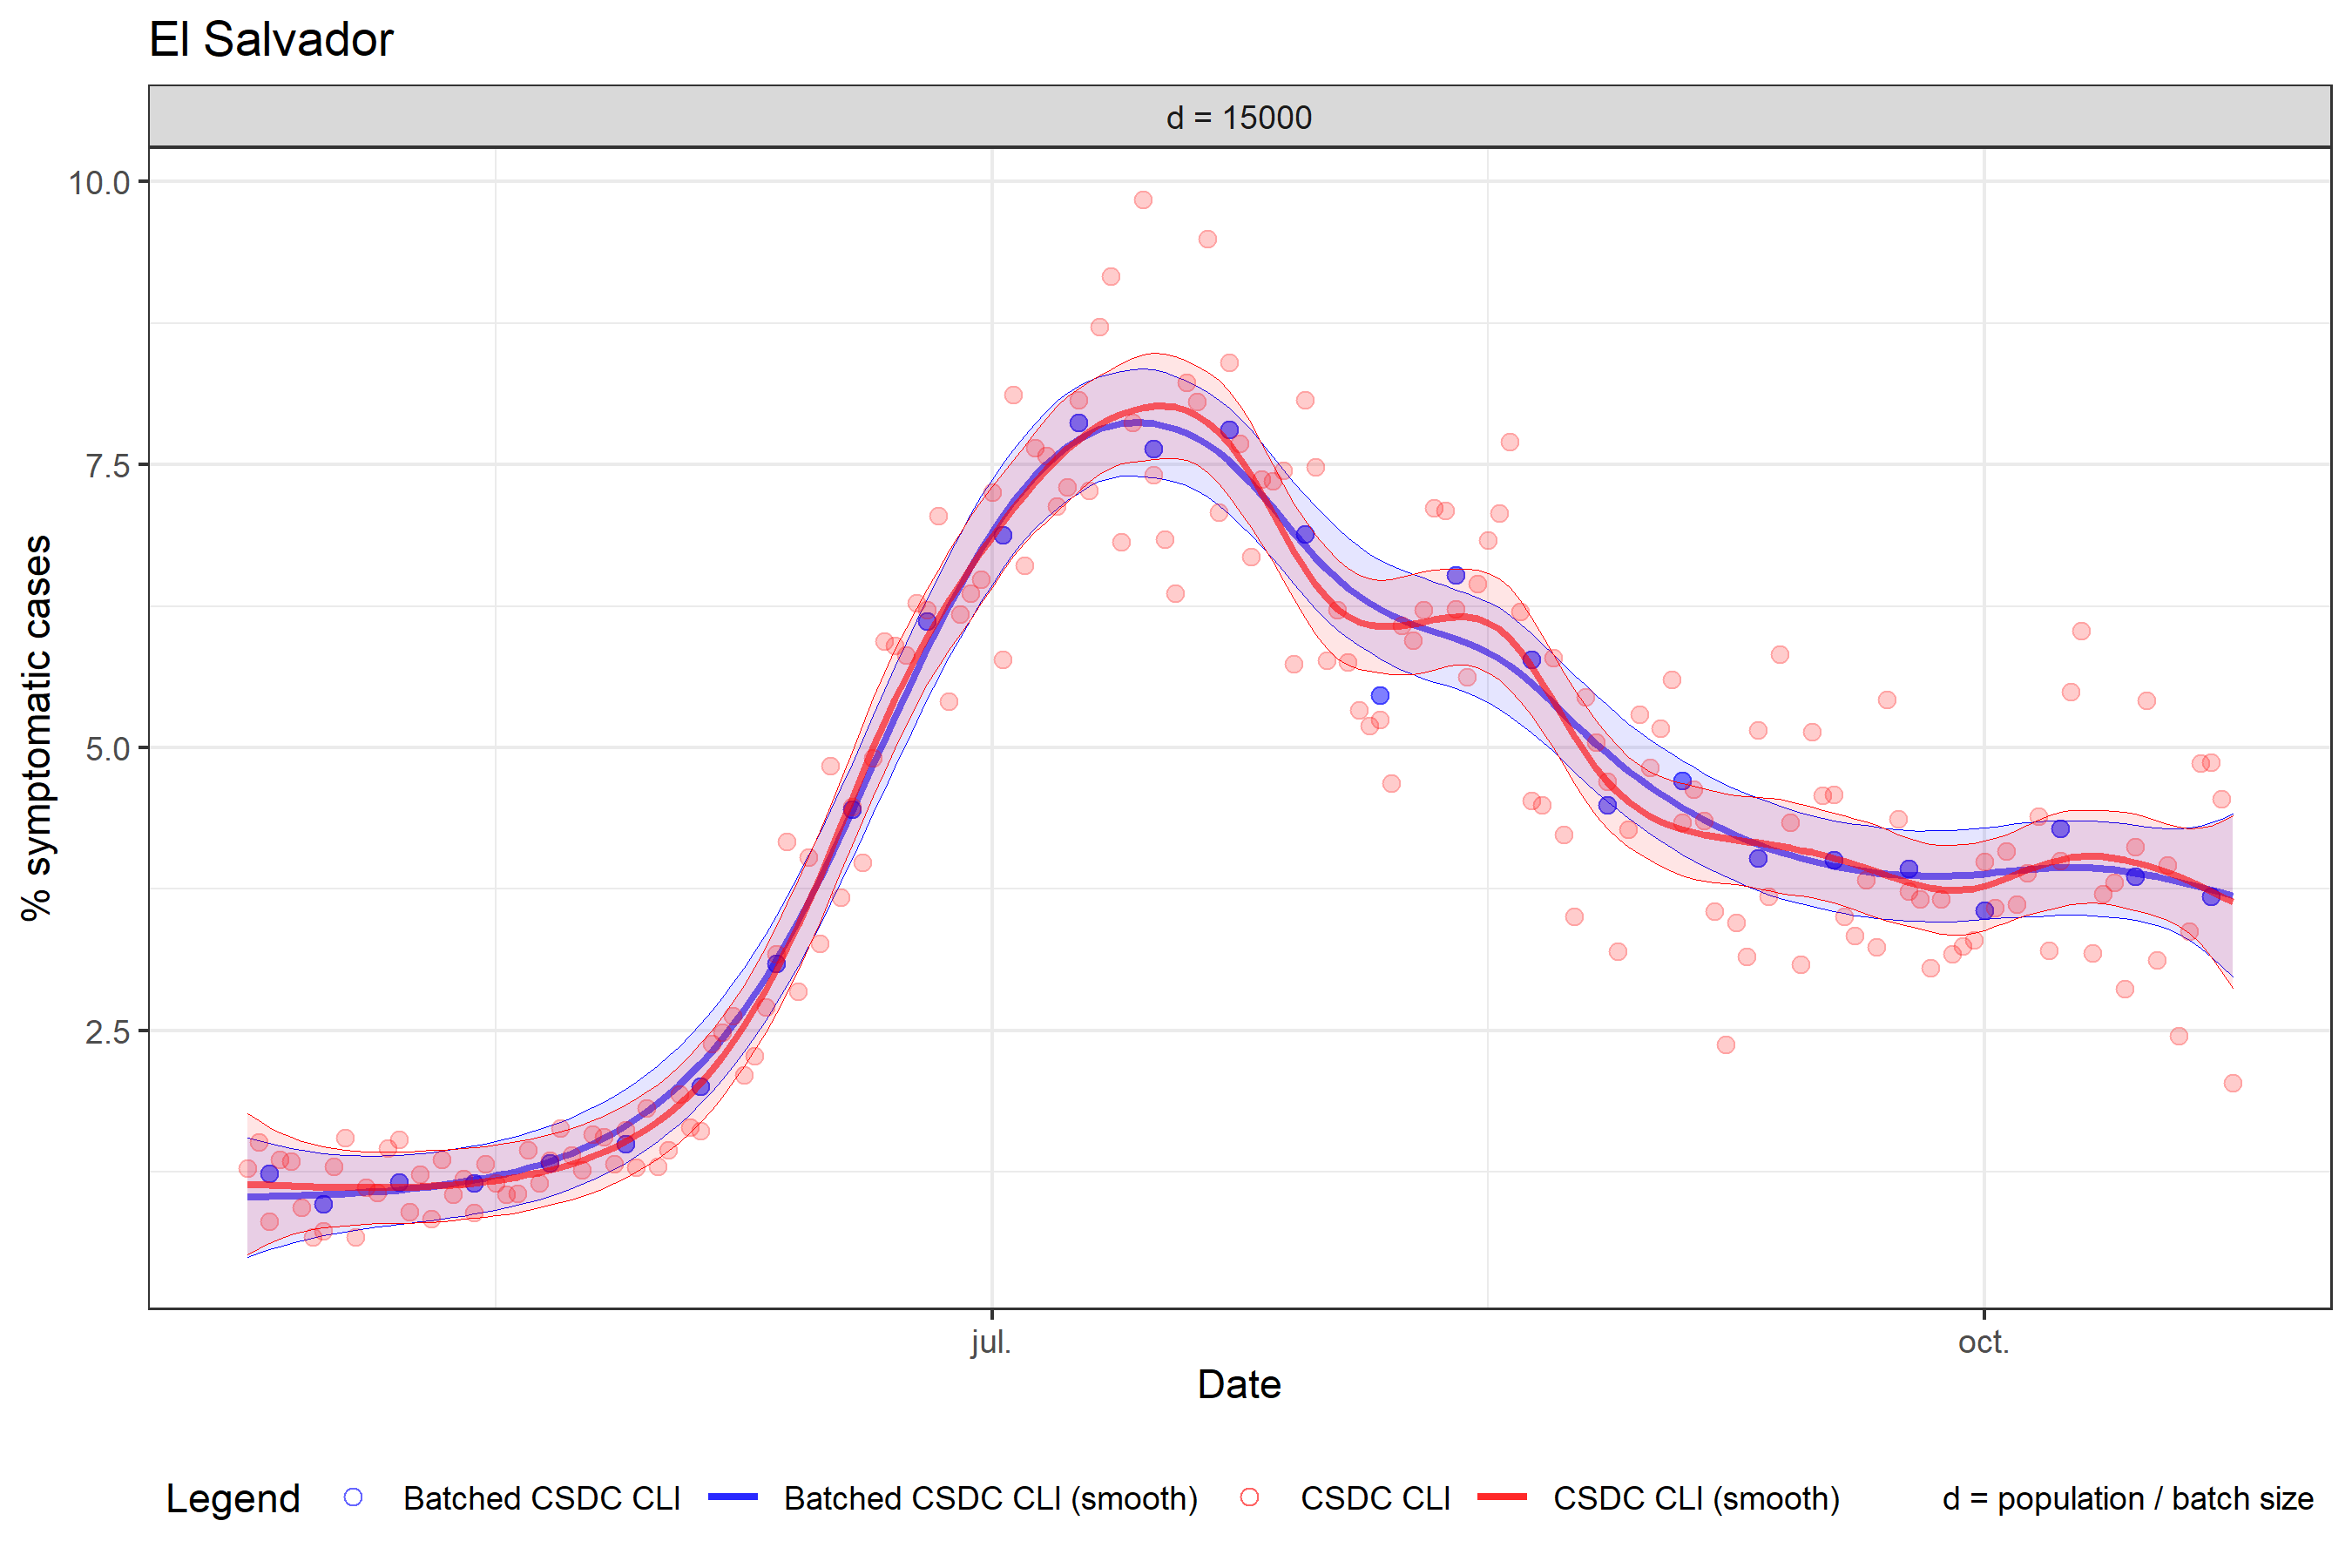 El Salvador
d = 15000
10.0
7.5
5.0
2.5
% symptomatic cases
jul.
oct.
Date
Legend Batched CSDC CLI Batched CSDC CLI (smooth) CSDC CLI CSDC CLI (smooth) d = population / batch size